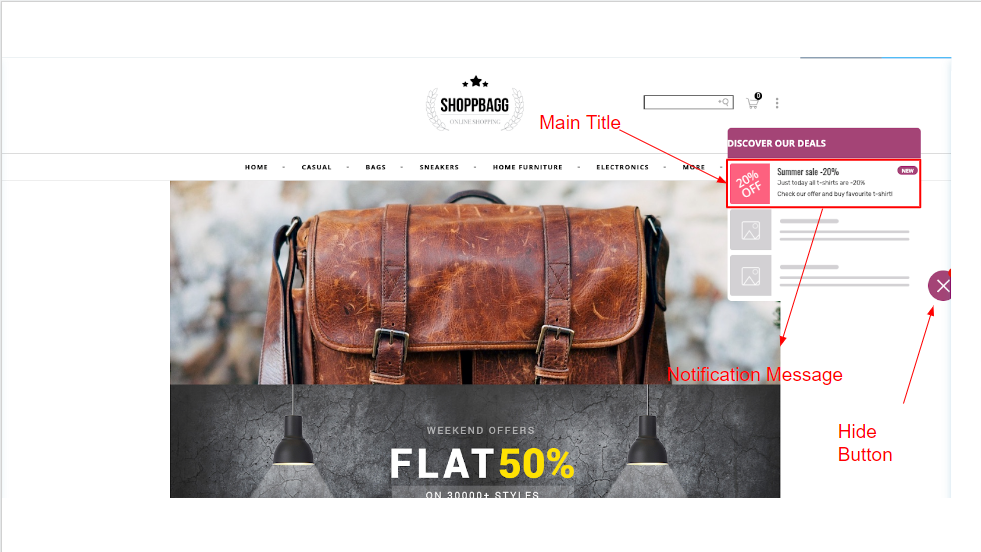 SHOPPBAGG
ONLINE SHOPPING
0
Main Title
DISCOVER OUR DEALS
HOME - CASUAL - BAGS - SNEAKERS - HOME FURNITURE - ELECTRONICS - MORE -
20% OFF
Summer sale -20%
NEW
Just today all t-shirts are -20%
Check our offer and buy favourite t-shirt!
Notification Message
Hide
Button
WEEKEND OFFERS
FLAT50%
ON 30000+ STYLES